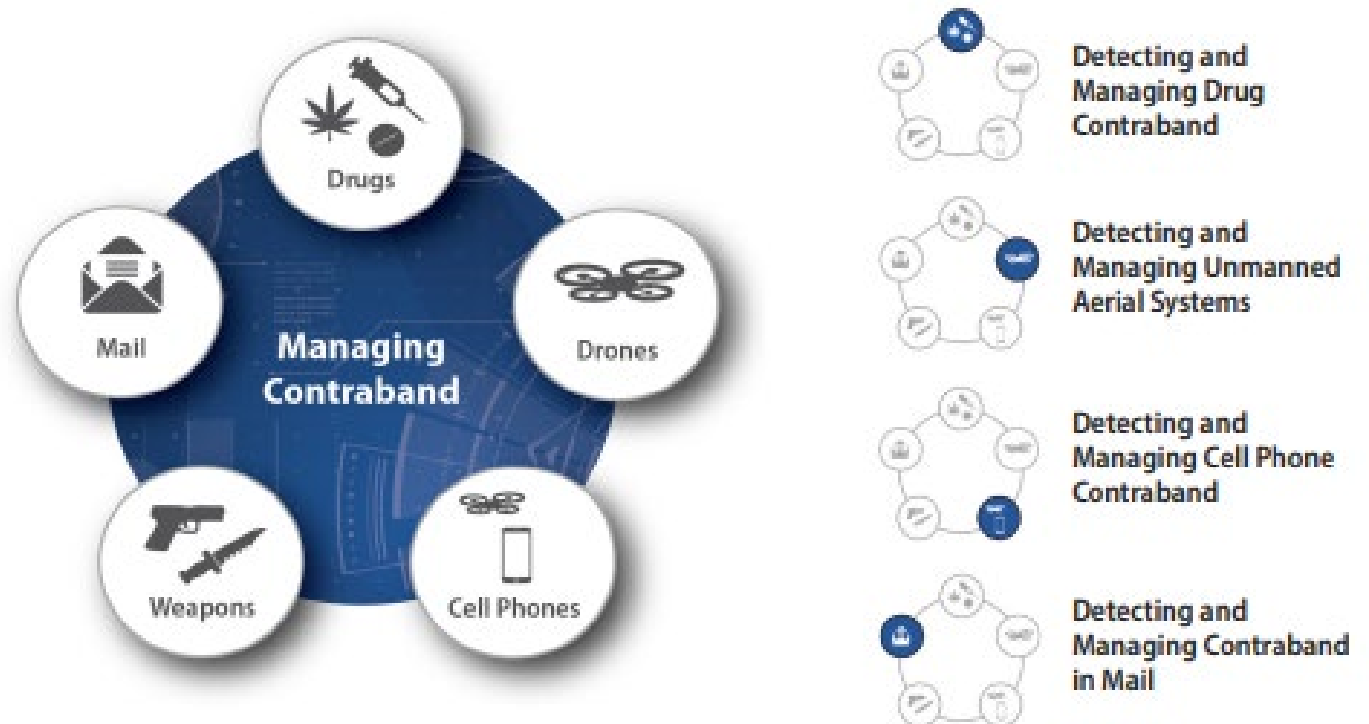 Drugs
Mail
Drones
Managing
Contraband
Weapons
Cell Phones
Detecting and
Managing Drug
Contraband
Detecting and
Managing Unmanned
Aerial Systems
Detecting and
Managing Cell Phone
Contraband
Detecting and
Managing Contraband
in Mail